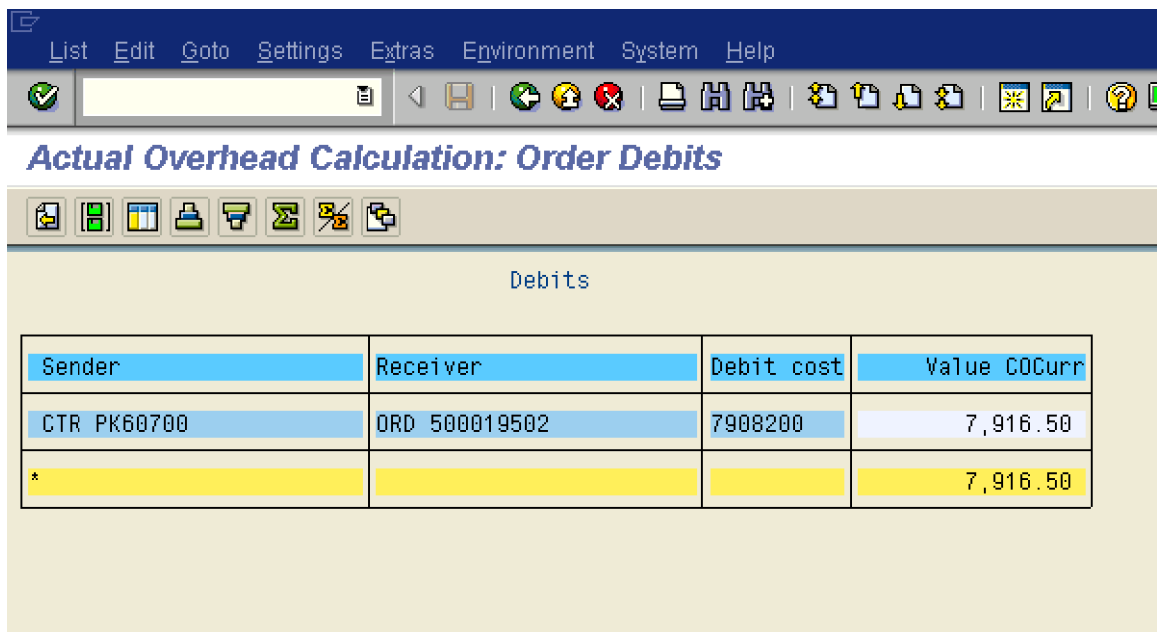 List Edit Goto Settings Extras Environment System Help
Actual Overhead Calculation: Order Debits
Debits
Sender Receiver Debit cost Value COCurr
CTR PK60700 ORD 500019502 7908200 7,916.50
* 7,916.50